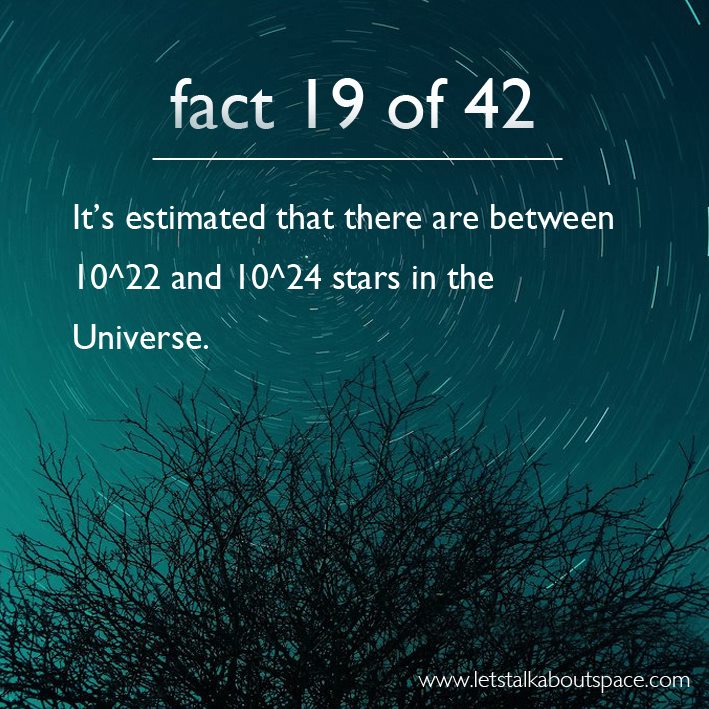 fact 19 of 42
It’s estimated that there are between
10^22 and 10^24 stars in the
Universe.
www.letstalkaboutspace.com